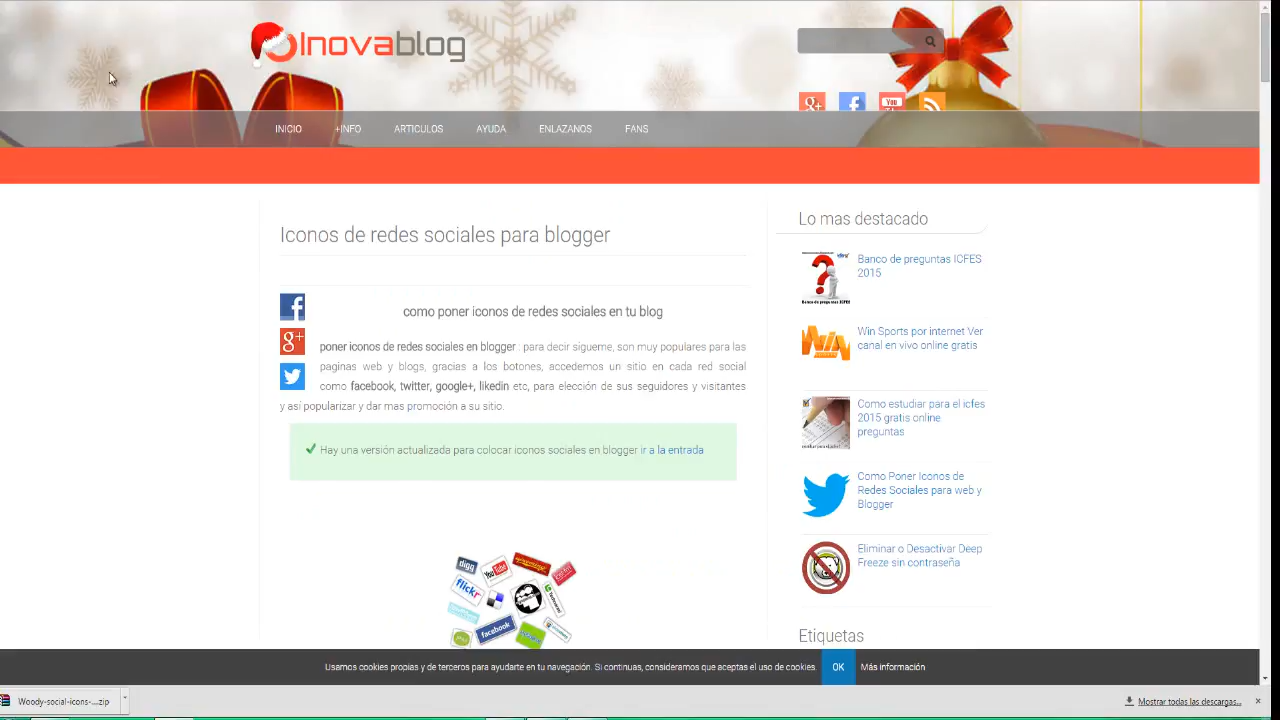 Inovablog
g+ f You
INICIO +INFO ARTICULOS AYUDA ENLAZANOS FANS
Iconos de redes sociales para blogger
como poner iconos de redes sociales en tu blog
poner iconos de redes sociales en blogger : para decir sigueme, son muy populares para las
paginas web y blogs, gracias a los botones, accedemos un sitio en cada red social
como facebook, twitter, google+, likedin etc, para elección de sus seguidores y visitantes
y así popularizar y dar mas promoción a su sitio.
Hay una versión actualizada para colocar iconos sociales en blogger ir a la entrada
digg
You Tube
flickr
facebook
Lo mas destacado
Banco de preguntas ICFES
2015
Win Sports por internet Ver
canal en vivo online gratis
Como estudiar para el icfes
2015 gratis online
preguntas
Como Poner Iconos de
Redes Sociales para web y
Blogger
Eliminar o Desactivar Deep
Freeze sin contraseña
Etiquetas
Usamos cookies propias y de terceros para ayudarte en tu navegación. Si continuas, consideramos que aceptas el uso de cookies. OK Más información
Woody-social-icons-....zip
Mostrar todas las descargas...